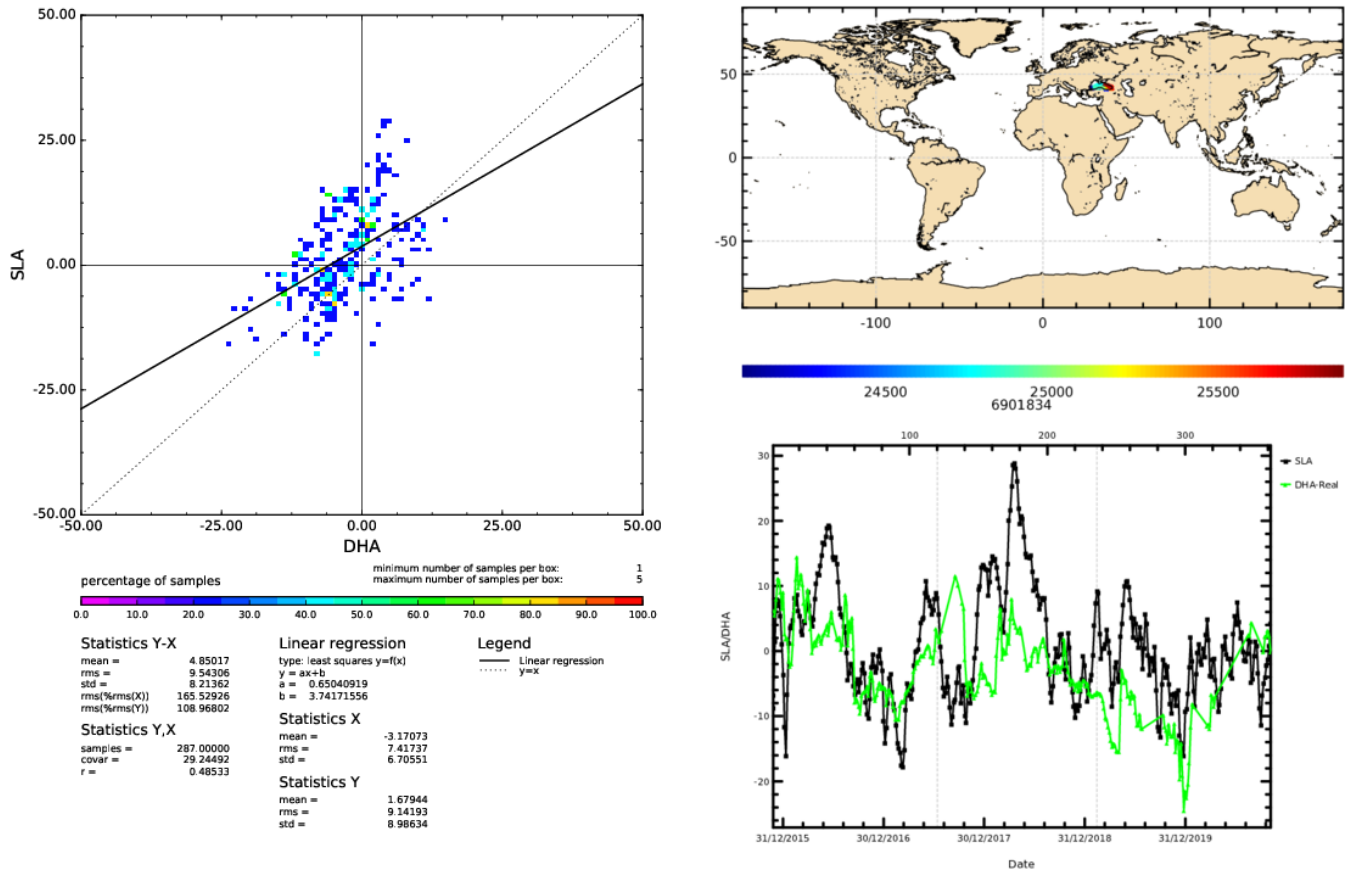 50.00
25.00
0.00
-25.00
-50.00
SLA
-50.00 -25.00 0.00 25.00 50.00
DHA
minimum number of samples per box: 1
maximum number of samples per box: 5
percentage of samples
0.0 10.0 20.0 30.0 40.0 50.0 60.0 70.0 80.0 90.0 100.0
Statistics Y-X
mean = 4.85017
rms = 9.54306
std = 8.21362
rms(%rms(X)) 165.52926
rms(%rms(Y)) 108.96802
Statistics Y,X
samples = 287.00000
covar = 29.24492
r = 0.48533
Linear regression
type: least squares y=f(x)
y = ax+b
a = 0.65040919
b = 3.74171556
Statistics X
mean = -3.17073
rms = 7.41737
std = 6.70551
Statistics Y
mean = 1.67944
rms = 9.14193
std = 8.98634
Legend
Linear regression
y=x
50
0
-50
-100 0 100
24500 25000 25500
6901834
100 200 300
30
20
10
0
-10
-20
SLA/DHA
31/12/2015 30/12/2016 30/12/2017 31/12/2018 31/12/2019
Date
SLA
DHA-Real